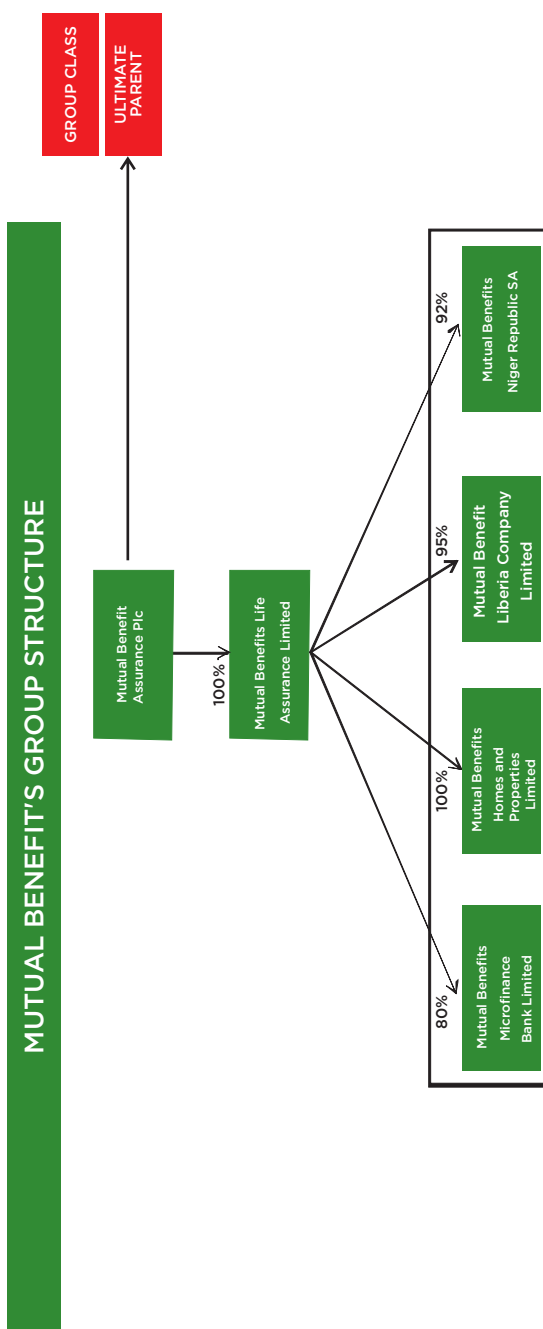 MUTUAL BENEFIT'S GROUP STRUCTURE
GROUP CLASS
ULTIMATE
PARENT
Mutual Benefit
Assurance Plc
100%
Mutual Benefits Life
Assurance Limited
80%
100%
95%
92%
Mutual Benefits
Microfinance
Bank Limited
Mutual Benefits
Homes and
Properties
Limited
Mutual Benefit
Liberia Company
Limited
Mutual Benefits
Niger Republic SA